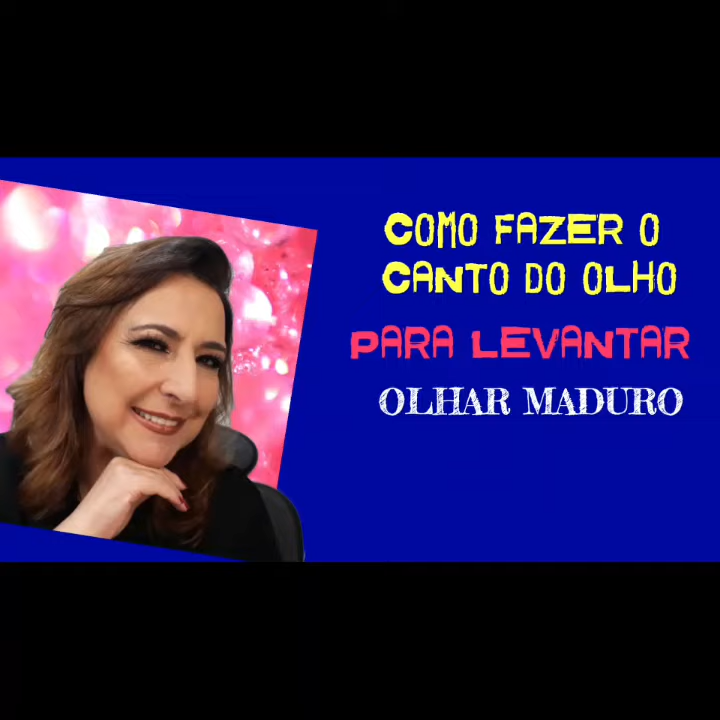 COMO FAZER O
CANTO DO OLHO
PARA LEVANTAR
OLHAR MADURO